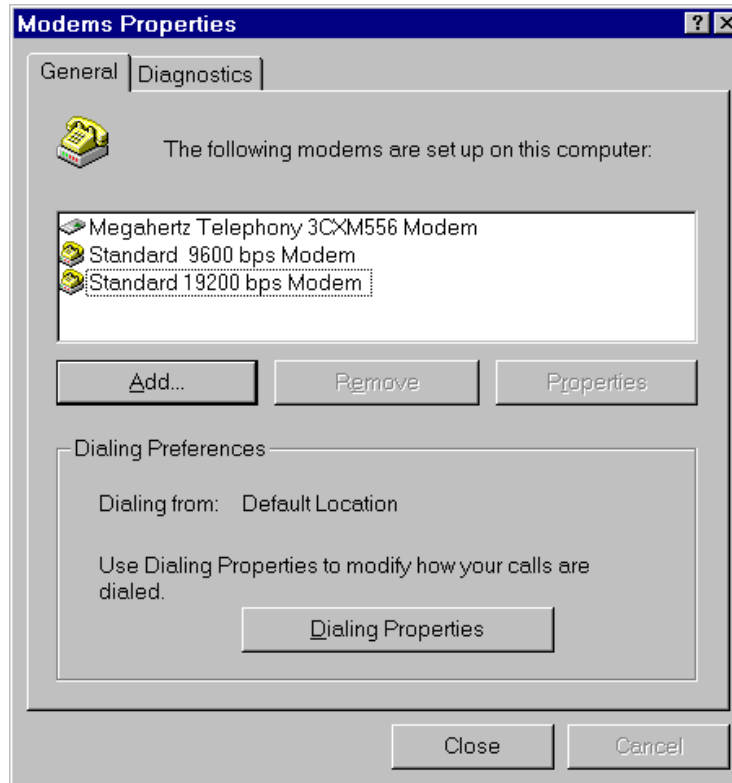 Modems Properties
General Diagnostics
The following modems are set up on this computer:
Megahertz Telephony 3CXM556 Modem
Standard  9600 bps Modem
Standard 19200 bps Modem
Add... Remove Properties
Dialing Preferences
Dialing from: Default Location
Use Dialing Properties to modify how your calls are
dialed.
Dialing Properties
Close Cancel